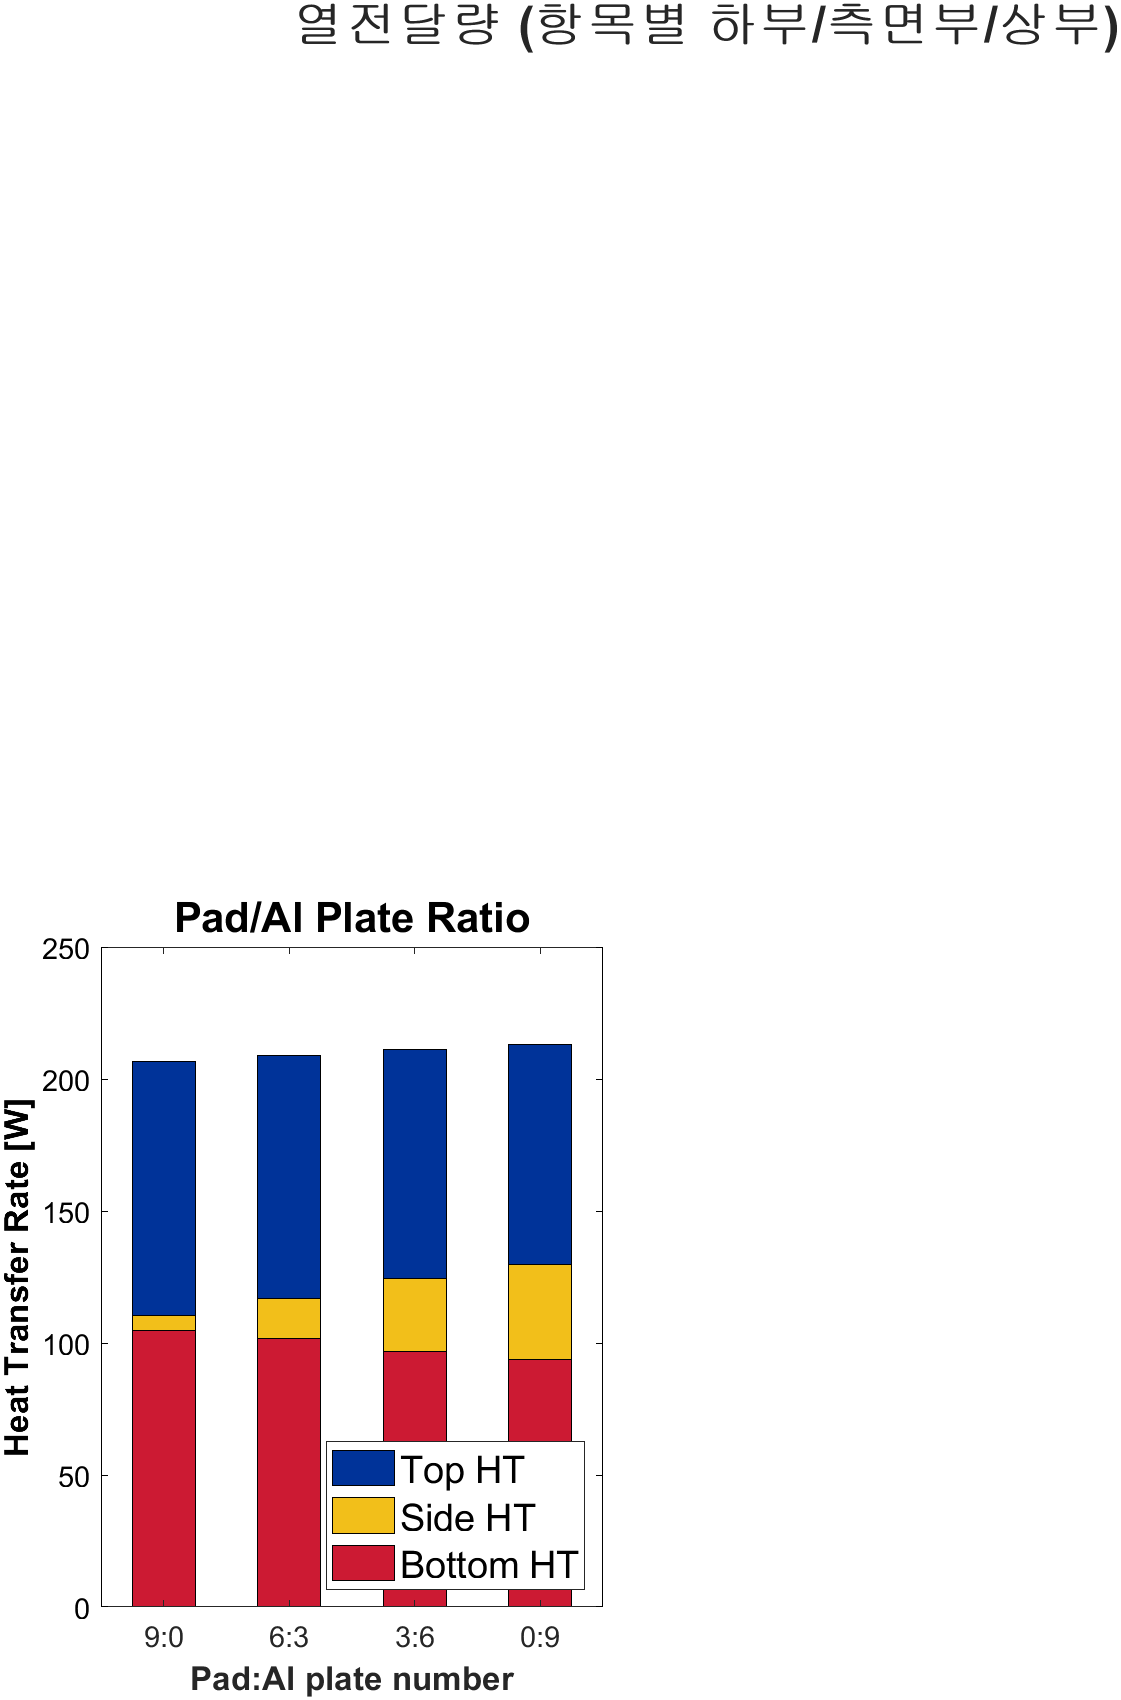 열전달량 (항목별 하부/측면부/상부)
Pad/Al Plate Ratio
250
200
150
100
50
0
Heat Transfer Rate [W]
Top HT
Side HT
Bottom HT
9:0 6:3 3:6 0:9
Pad:Al plate number